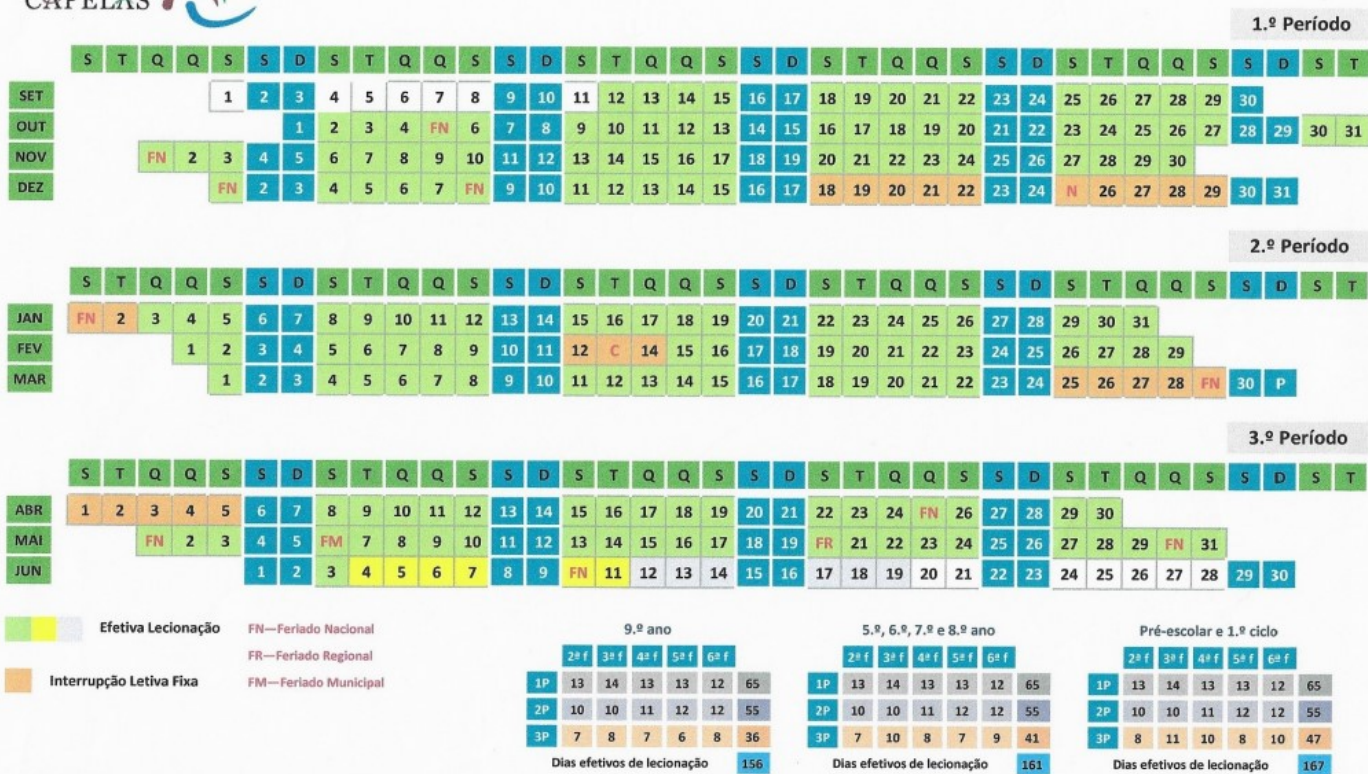 CAPELAS
1.º Período
S T Q Q S S D S T Q Q S S D S T Q Q S S D S T Q Q S S D S T Q Q S S D S T
SET 1 2 3 4 5 6 7 8 9 10 11 12 13 14 15 16 17 18 19 20 21 22 23 24 25 26 27 28 29 30
OUT 1 2 3 4 FN 6 7 8 9 10 11 12 13 14 15 16 17 18 19 20 21 22 23 24 25 26 27 28 29 30 31
NOV FN 2 3 4 5 6 7 8 9 10 11 12 13 14 15 16 17 18 19 20 21 22 23 24 25 26 27 28 29 30
DEZ FN 2 3 4 5 6 7 FN 9 10 11 12 13 14 15 16 17 18 19 20 21 22 23 24 N 26 27 28 29 30 31
2.º Período
S T Q Q S S D S T Q Q S S D S T Q Q S S D S T Q Q S S D S T Q Q S S D S T
JAN FN 2 3 4 5 6 7 8 9 10 11 12 13 14 15 16 17 18 19 20 21 22 23 24 25 26 27 28 29 30 31
FEV 1 2 3 4 5 6 7 8 9 10 11 12 C 14 15 16 17 18 19 20 21 22 23 24 25 26 27 28 29
MAR 1 2 3 4 5 6 7 8 9 10 11 12 13 14 15 16 17 18 19 20 21 22 23 24 25 26 27 28 FN 30 P
3.º Período
S T Q Q S S D S T Q Q S S D S T Q Q S S D S T Q Q S S D S T Q Q S S D S T
ABR 1 2 3 4 5 6 7 8 9 10 11 12 13 14 15 16 17 18 19 20 21 22 23 24 FN 26 27 28 29 30
MAI FN 2 3 4 5 FM 7 8 9 10 11 12 13 14 15 16 17 18 19 FR 21 22 23 24 25 26 27 28 29 FN 31
JUN 1 2 3 4 5 6 7 8 9 FN 11 12 13 14 15 16 17 18 19 20 21 22 23 24 25 26 27 28 29 30
Efetiva Lecionação
Interrupção Letiva Fixa
FN—Feriado Nacional
FR—Feriado Regional
FM—Feriado Municipal
9.º ano
2ª f 3ª f 4ª f 5ª f 6ª f
1P 13 14 13 13 12 65
2P 10 10 11 12 12 55
3P 7 8 7 6 8 36
Dias efetivos de lecionação 156
5.º, 6.º, 7.º e 8.º ano
2ª f 3ª f 4ª f 5ª f 6ª f
1P 13 14 13 13 12 65
2P 10 10 11 12 12 55
3P 7 10 8 7 9 41
Dias efetivos de lecionação 161
Pré-escolar e 1.º ciclo
2ª f 3ª f 4ª f 5ª f 6ª f
1P 13 14 13 13 12 65
2P 10 10 11 12 12 55
3P 8 11 10 8 10 47
Dias efetivos de lecionação 167